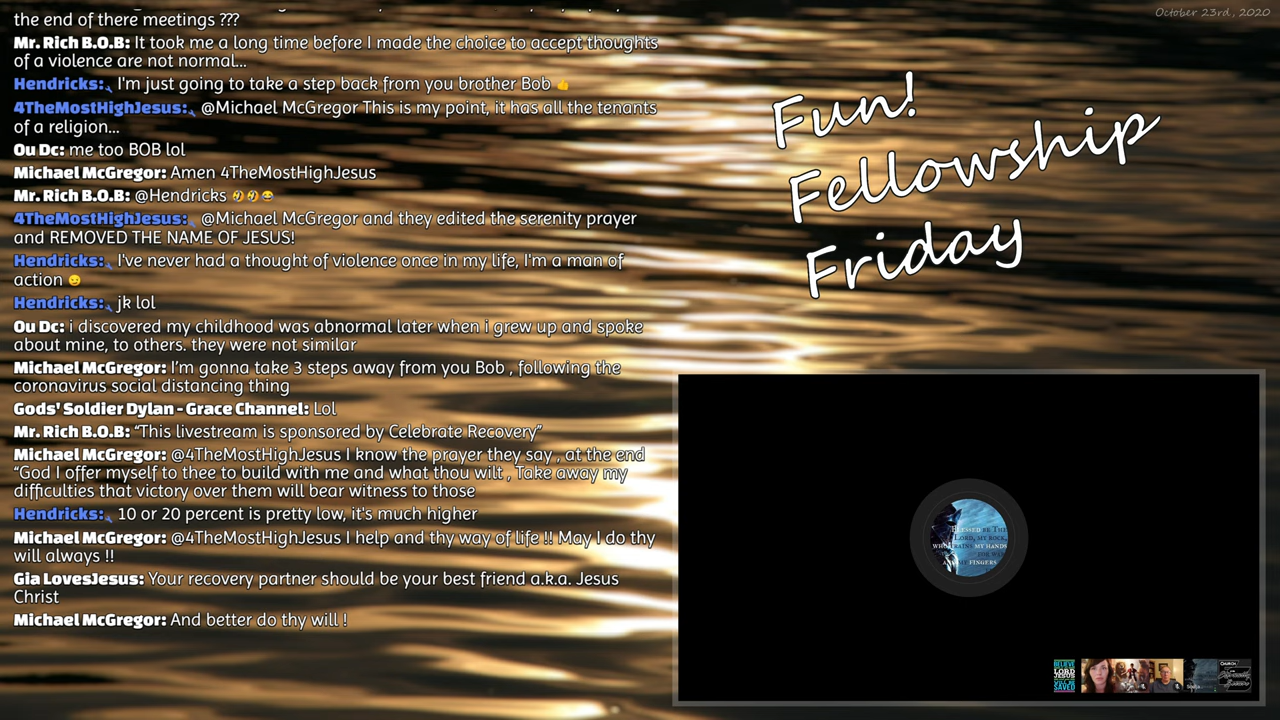 the end of there meetings ???
Mr. Rich B.O.B: It took me a long time before I made the choice to accept thoughts
of a violence are not normal...
Hendricks: I'm just going to take a step back from you brother Bob 👍
4TheMostHighJesus: @Michael McGregor This is my point, it has all the tenants
of a religion...
Ou Dc: me too BOB lol
Michael McGregor: Amen 4TheMostHighJesus
Mr. Rich B.O.B: @Hendricks 🤣🤣😂
4TheMostHighJesus: @Michael McGregor and they edited the serenity prayer
and REMOVED THE NAME OF JESUS!
Hendricks: I've never had a thought of violence once in my life, I'm a man of
action 😏
Hendricks: jk lol
Ou Dc: i discovered my childhood was abnormal later when i grew up and spoke
about mine, to others. they were not similar
Michael McGregor: I'm gonna take 3 steps away from you Bob , following the
coronavirus social distancing thing
Gods' Soldier Dylan - Grace Channel: Lol
Mr. Rich B.O.B: “This livestream is sponsored by Celebrate Recovery”
Michael McGregor: @4TheMostHighJesus I know the prayer they say , at the end
“God I offer myself to thee to build with me and what thou wilt , Take away my
difficulties that victory over them will bear witness to those
Hendricks: 10 or 20 percent is pretty low, it's much higher
Michael McGregor: @4TheMostHighJesus I help and thy way of life !! May I do thy
will always !!
Gia LovesJesus: Your recovery partner should be your best friend a.k.a. Jesus
Christ
Michael McGregor: And better do thy will !
October 23rd, 2020
Fun!
Fellowship
Friday
Blessed be the
Lord, my rock,
who trains my hands
for war,
fingers
BELIEVE
LORD
JESUS
SAVED
CHURCH